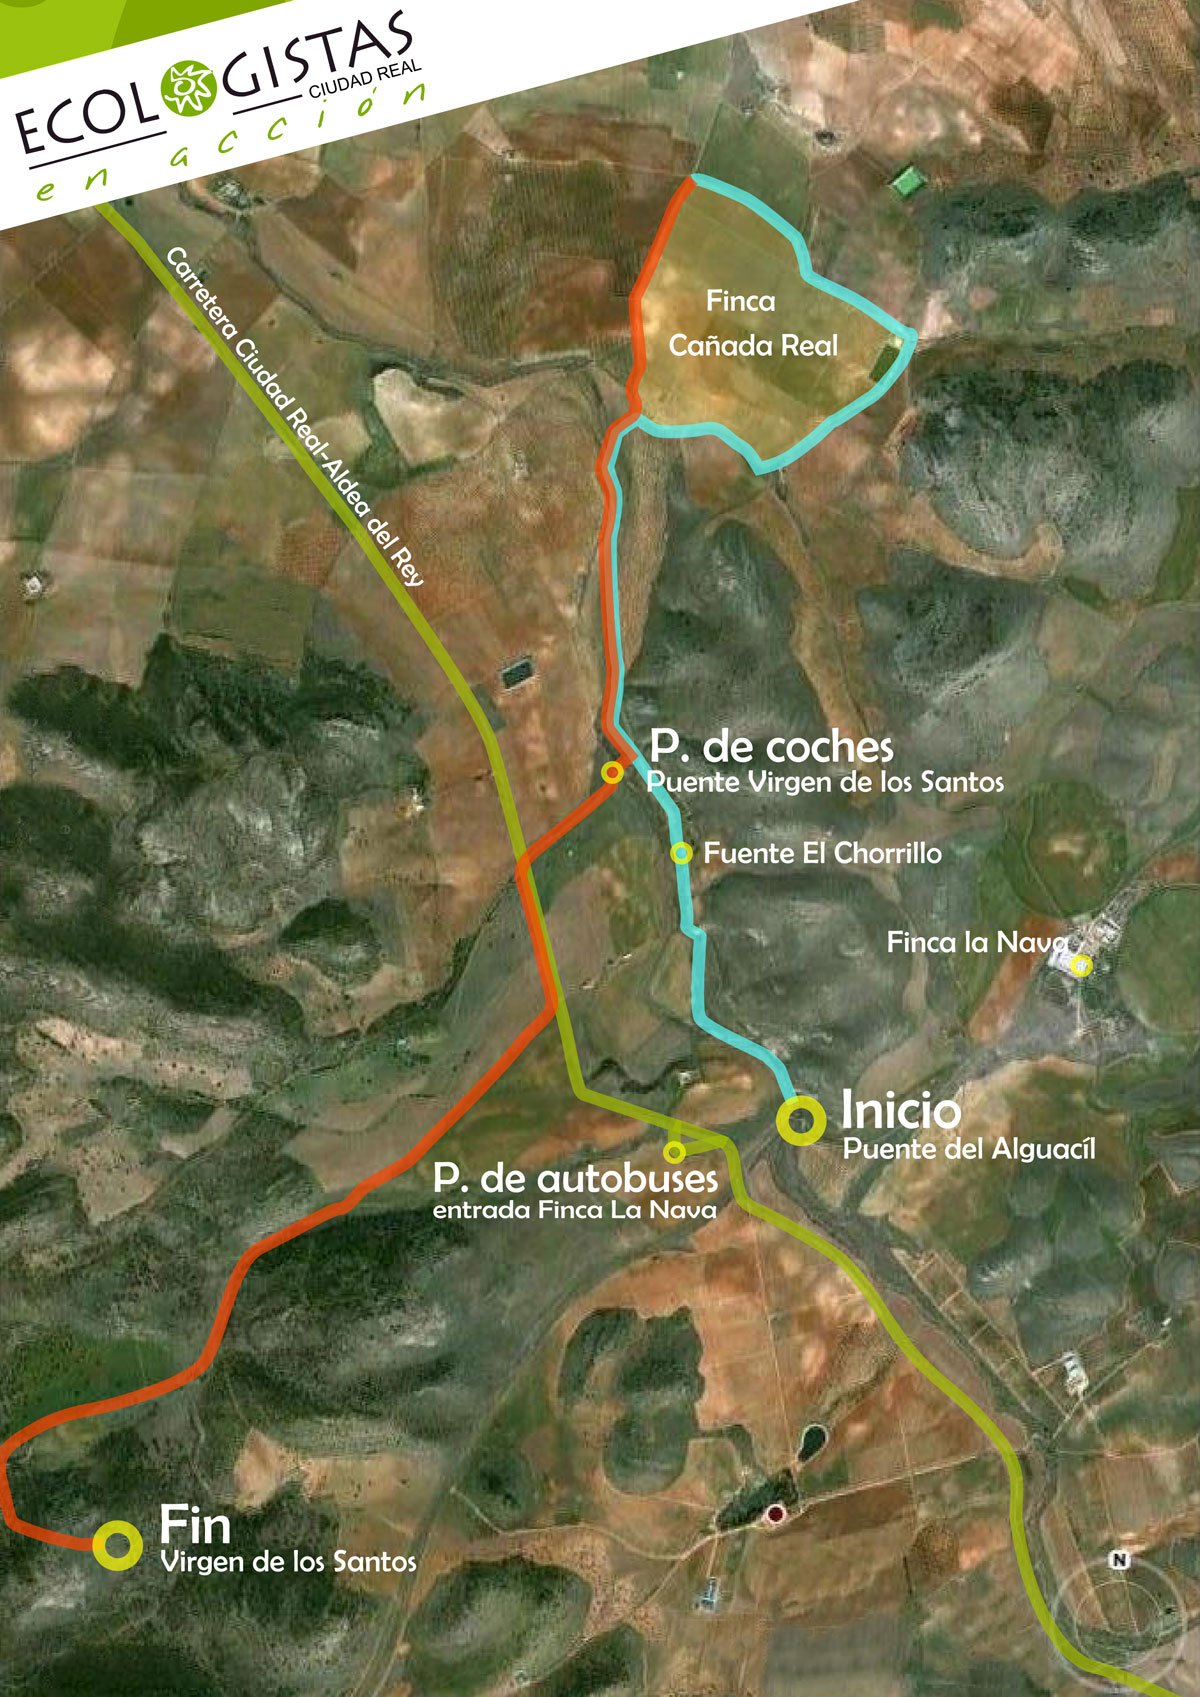 ECOLOGISTAS
CIUDAD REAL
en acción
Carretera Ciudad Real-Aldea del Rey
Finca
Cañada Real
P. de coches
Puente Virgen de los Santos
Fuente El Chorrillo
Finca la Nava
Inicio
Puente del Alguacíl
P. de autobuses
entrada Finca La Nava
Fin
Virgen de los Santos
N